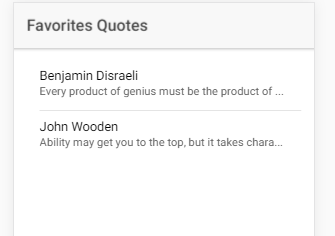 Favorites Quotes
Benjamin Disraeli
Every product of genius must be the product of ...
John Wooden
Ability may get you to the top, but it takes chara...